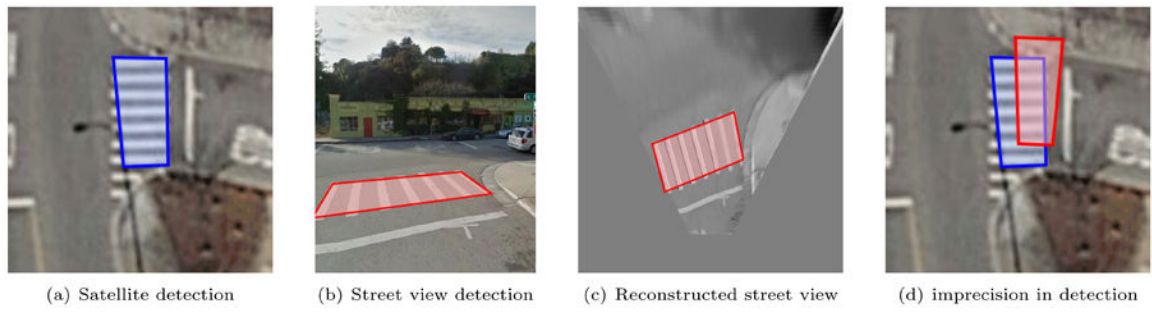 (a) Satellite detection
(b) Street view detection
(c) Reconstructed street view
(d) imprecision in detection